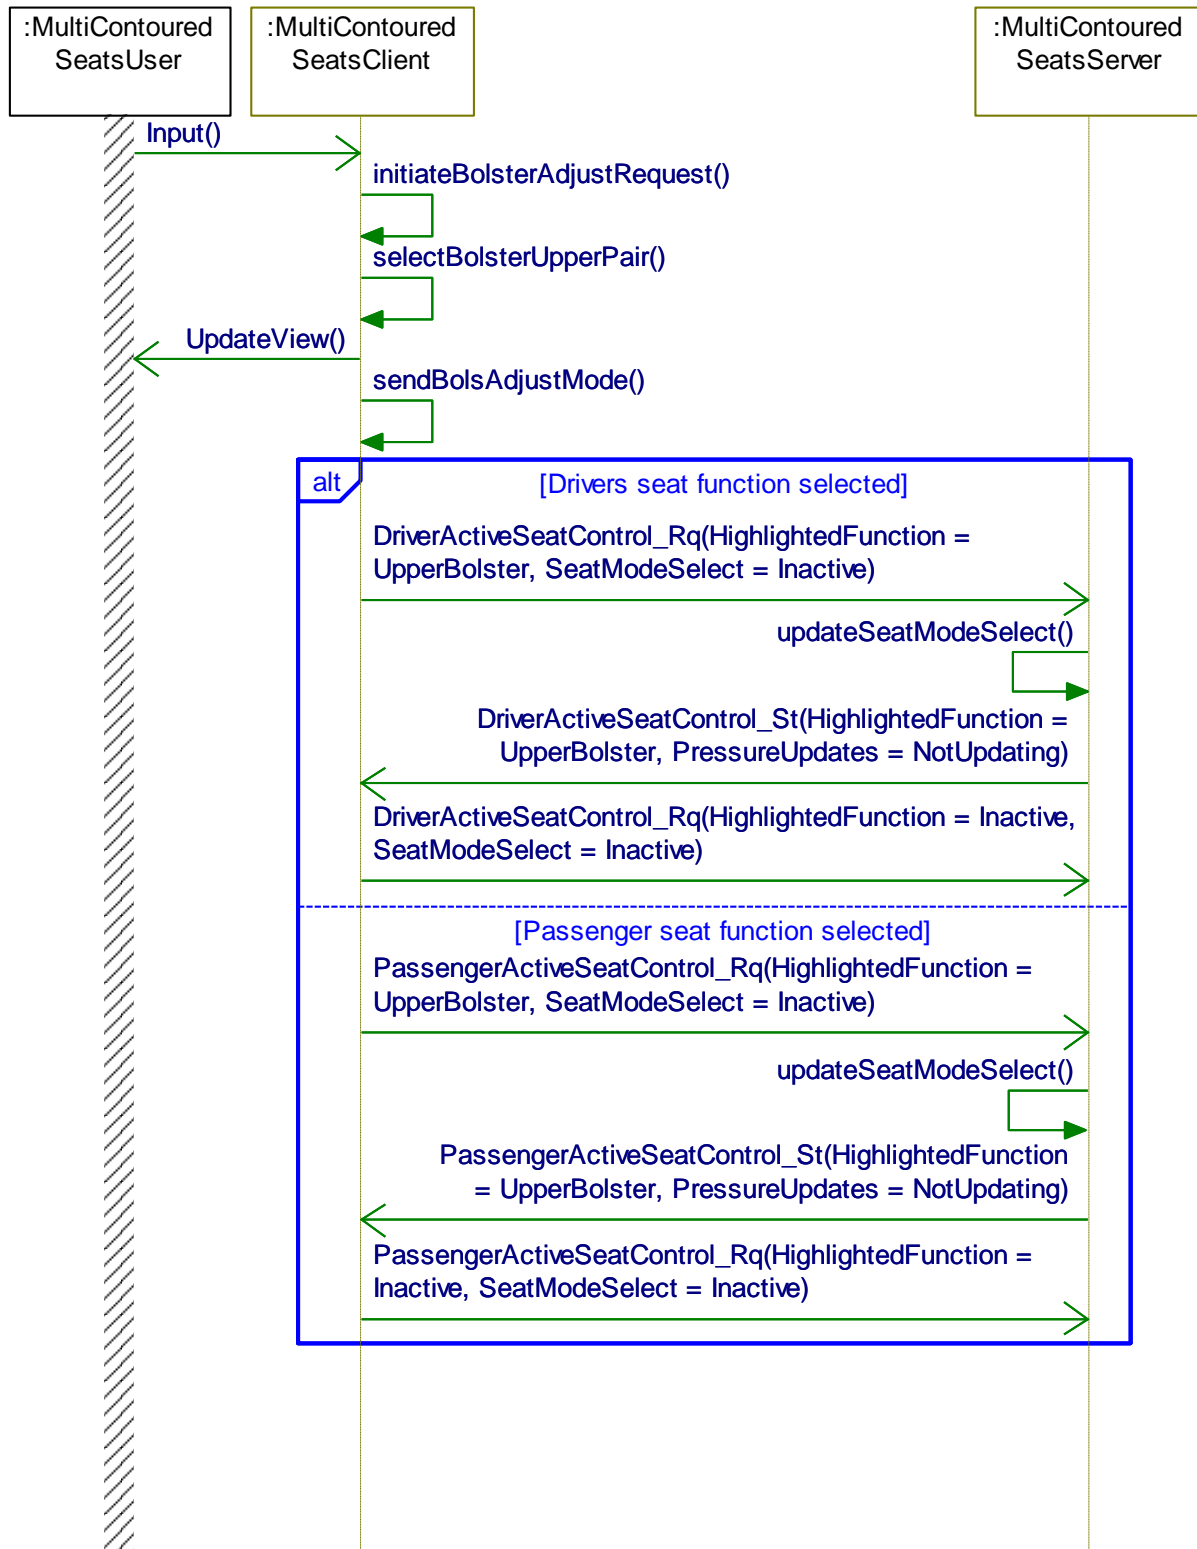 :MultiContoured
SeatsUser
:MultiContoured
SeatsClient
:MultiContoured
SeatsServer
Input()
initiateBolsterAdjustRequest()
selectBolsterUpperPair()
UpdateView()
sendBolsAdjustMode()
alt
[Drivers seat function selected]
DriverActiveSeatControl_Rq(HighlightedFunction =
UpperBolster, SeatModeSelect = Inactive)
updateSeatModeSelect()
DriverActiveSeatControl_St(HighlightedFunction =
UpperBolster, PressureUpdates = NotUpdating)
DriverActiveSeatControl_Rq(HighlightedFunction = Inactive,
SeatModeSelect = Inactive)
[Passenger seat function selected]
PassengerActiveSeatControl_Rq(HighlightedFunction =
UpperBolster, SeatModeSelect = Inactive)
updateSeatModeSelect()
PassengerActiveSeatControl_St(HighlightedFunction
= UpperBolster, PressureUpdates = NotUpdating)
PassengerActiveSeatControl_Rq(HighlightedFunction =
Inactive, SeatModeSelect = Inactive)